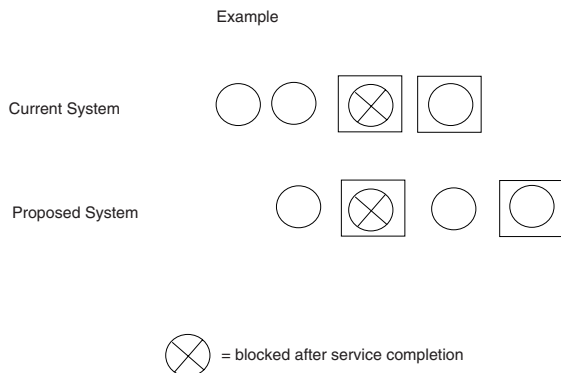 Example
Current System
Proposed System
= blocked after service completion